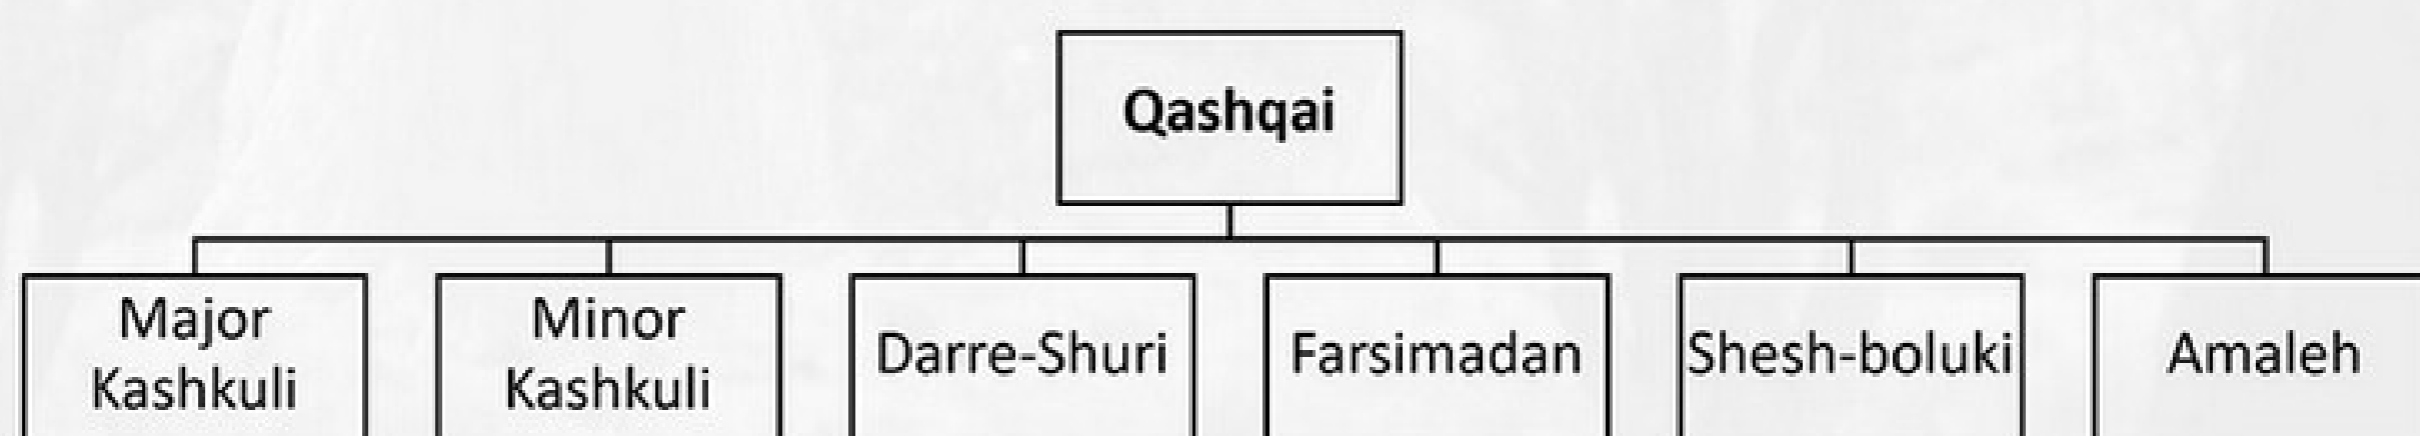 Qashqai
Major
Kashkuli
Minor
Kashkuli
Darre-Shuri
Farsimadan
Shesh-boluki
Amaleh